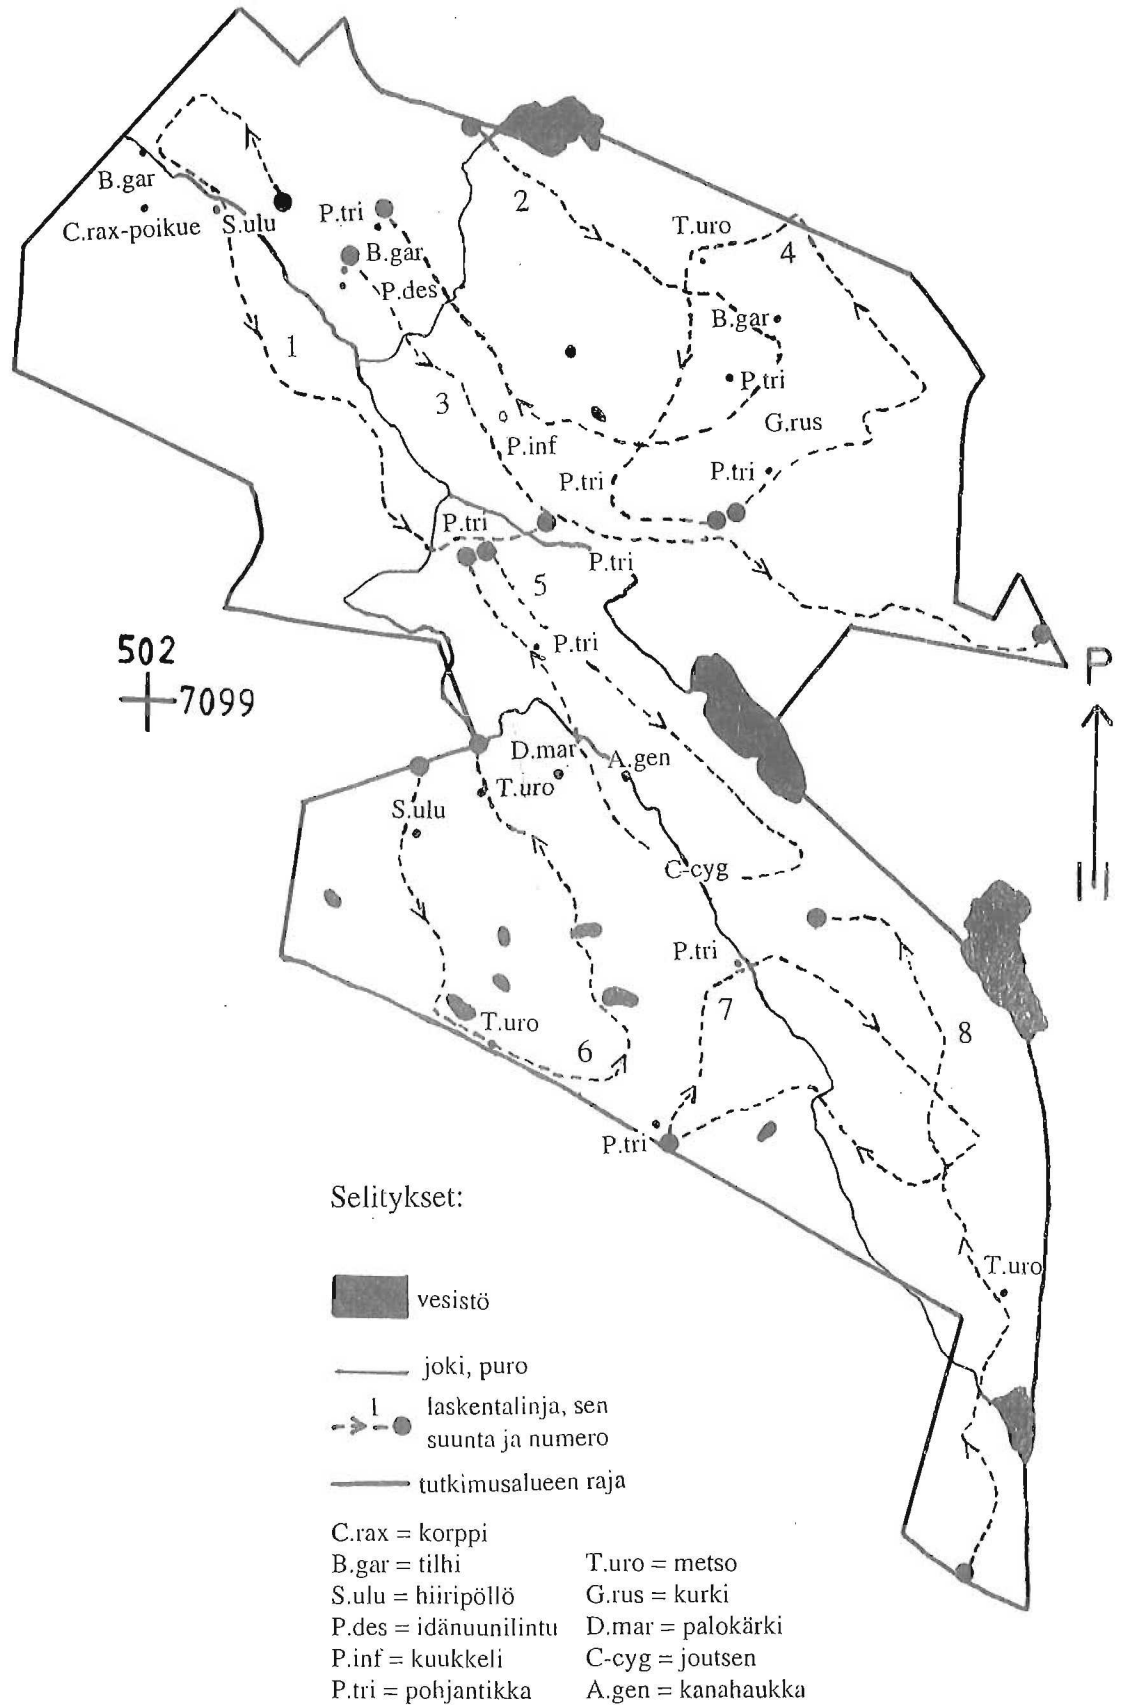 B.gar
C.rax-poikue
S.ulu
P.tri
B.gar
P.des
2
T.uro
4
B.gar
P.tri
G.rus
1
3
P.inf
P.tri
P.tri
P.tri
P.tri
5
P.tri
502
7099
P
D.mar
A.gen
T.uro
S.ulu
C-cyg
P.tri
7
8
T.uro
6
P.tri
T.uro
Selitykset:
vesistö
joki, puro
1
laskentalinja, sen
suunta ja numero
tutkimusalueen raja
C.rax = korppi
B.gar = tilhi
S.ulu = hiiripöllö
P.des = idänuunilintu
P.inf = kuukkeli
P.tri = pohjantikka
T.uro = metso
G.rus = kurki
D.mar = palokärki
C-cyg = joutsen
A.gen = kanahaukka